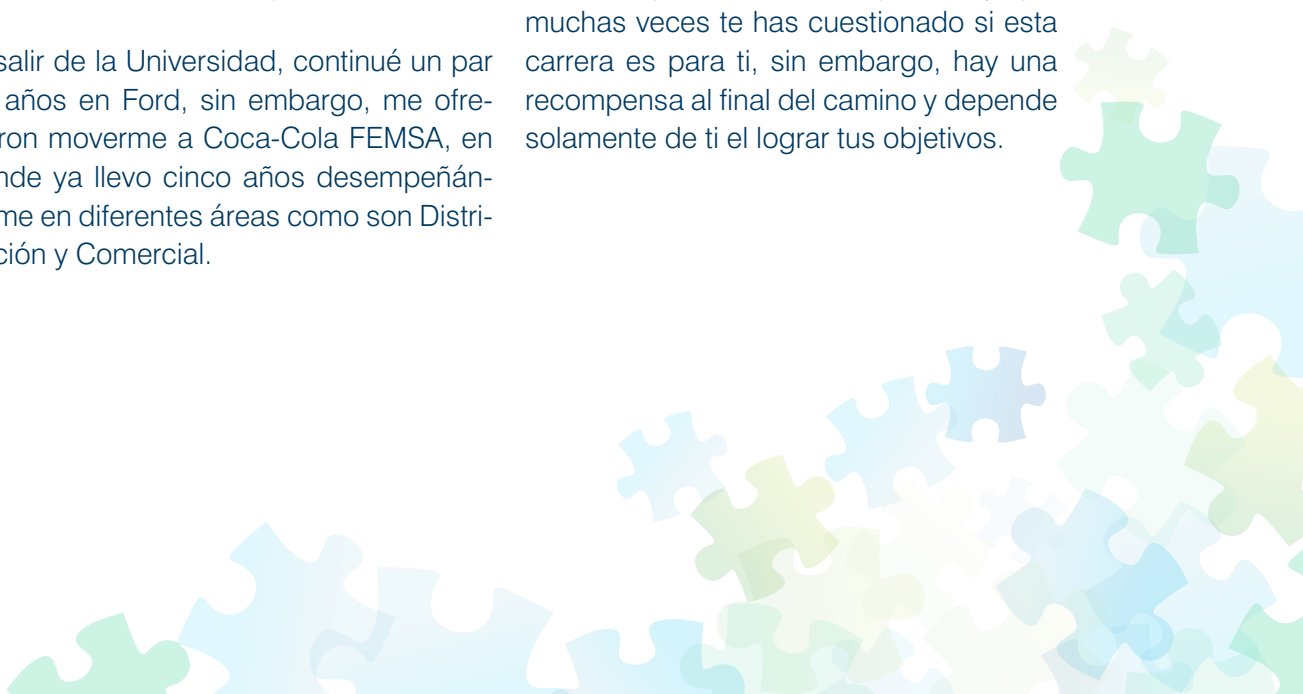 salir de la Universidad, continué un par
años en Ford, sin embargo, me ofre-
ron moverme a Coca-Cola FEMSA, en
nde ya llevo cinco años desempeñán-
me en diferentes áreas como son Distri-
ción y Comercial.
muchas veces te has cuestionado si esta
carrera es para ti, sin embargo, hay una
recompensa al final del camino y depende
solamente de ti el lograr tus objetivos.